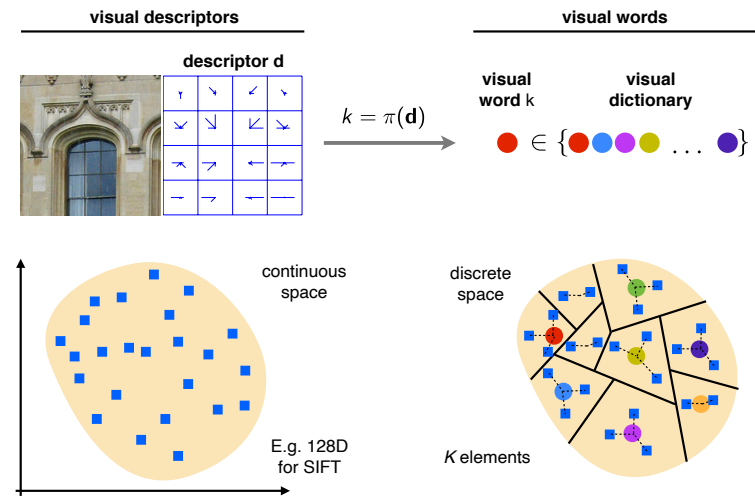 visual descriptors
visual words
descriptor d
visual
word k
visual
dictionary
k = π(d)
∈ { ... }
continuous
space
discrete
space
E.g. 128D
for SIFT
K elements